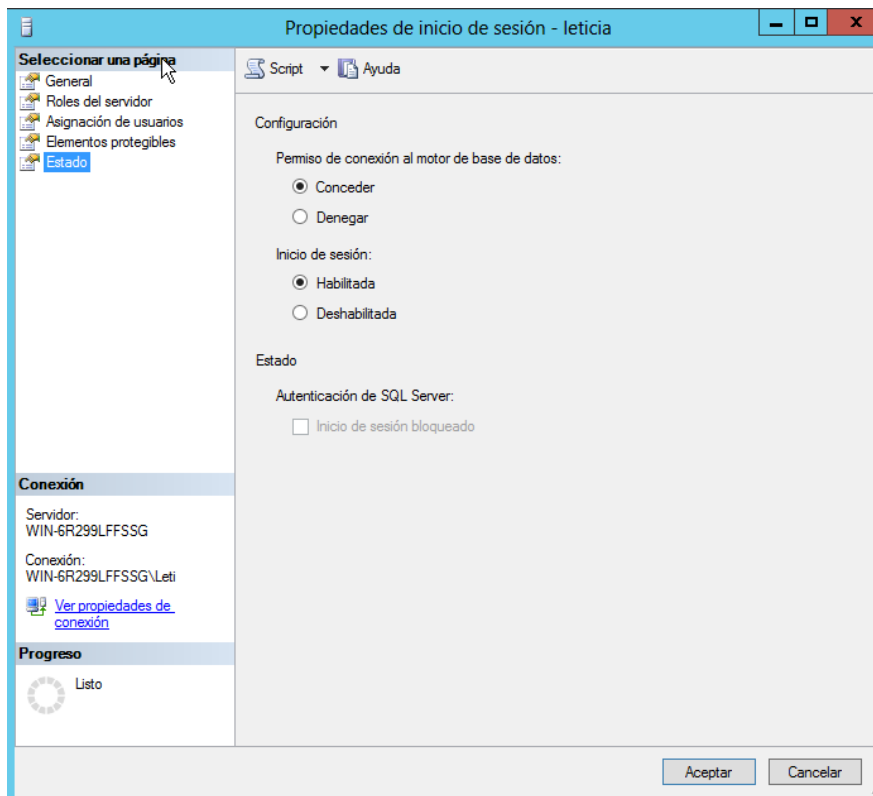 Propiedades de inicio de sesión - leticia
Seleccionar una página
General
Roles del servidor
Asignación de usuarios
Elementos protegibles
Estado
Conexión
Servidor:
WIN-6R299LFFSSG
Conexión:
WIN-6R299LFFSSG\Leti
Ver propiedades de
conexión
Progreso
Listo
Script
Ayuda
Configuración
Permiso de conexión al motor de base de datos:
Conceder
Denegar
Inicio de sesión:
Habilitada
Deshabilitada
Estado
Autenticación de SQL Server:
Inicio de sesión bloqueado
Aceptar
Cancelar